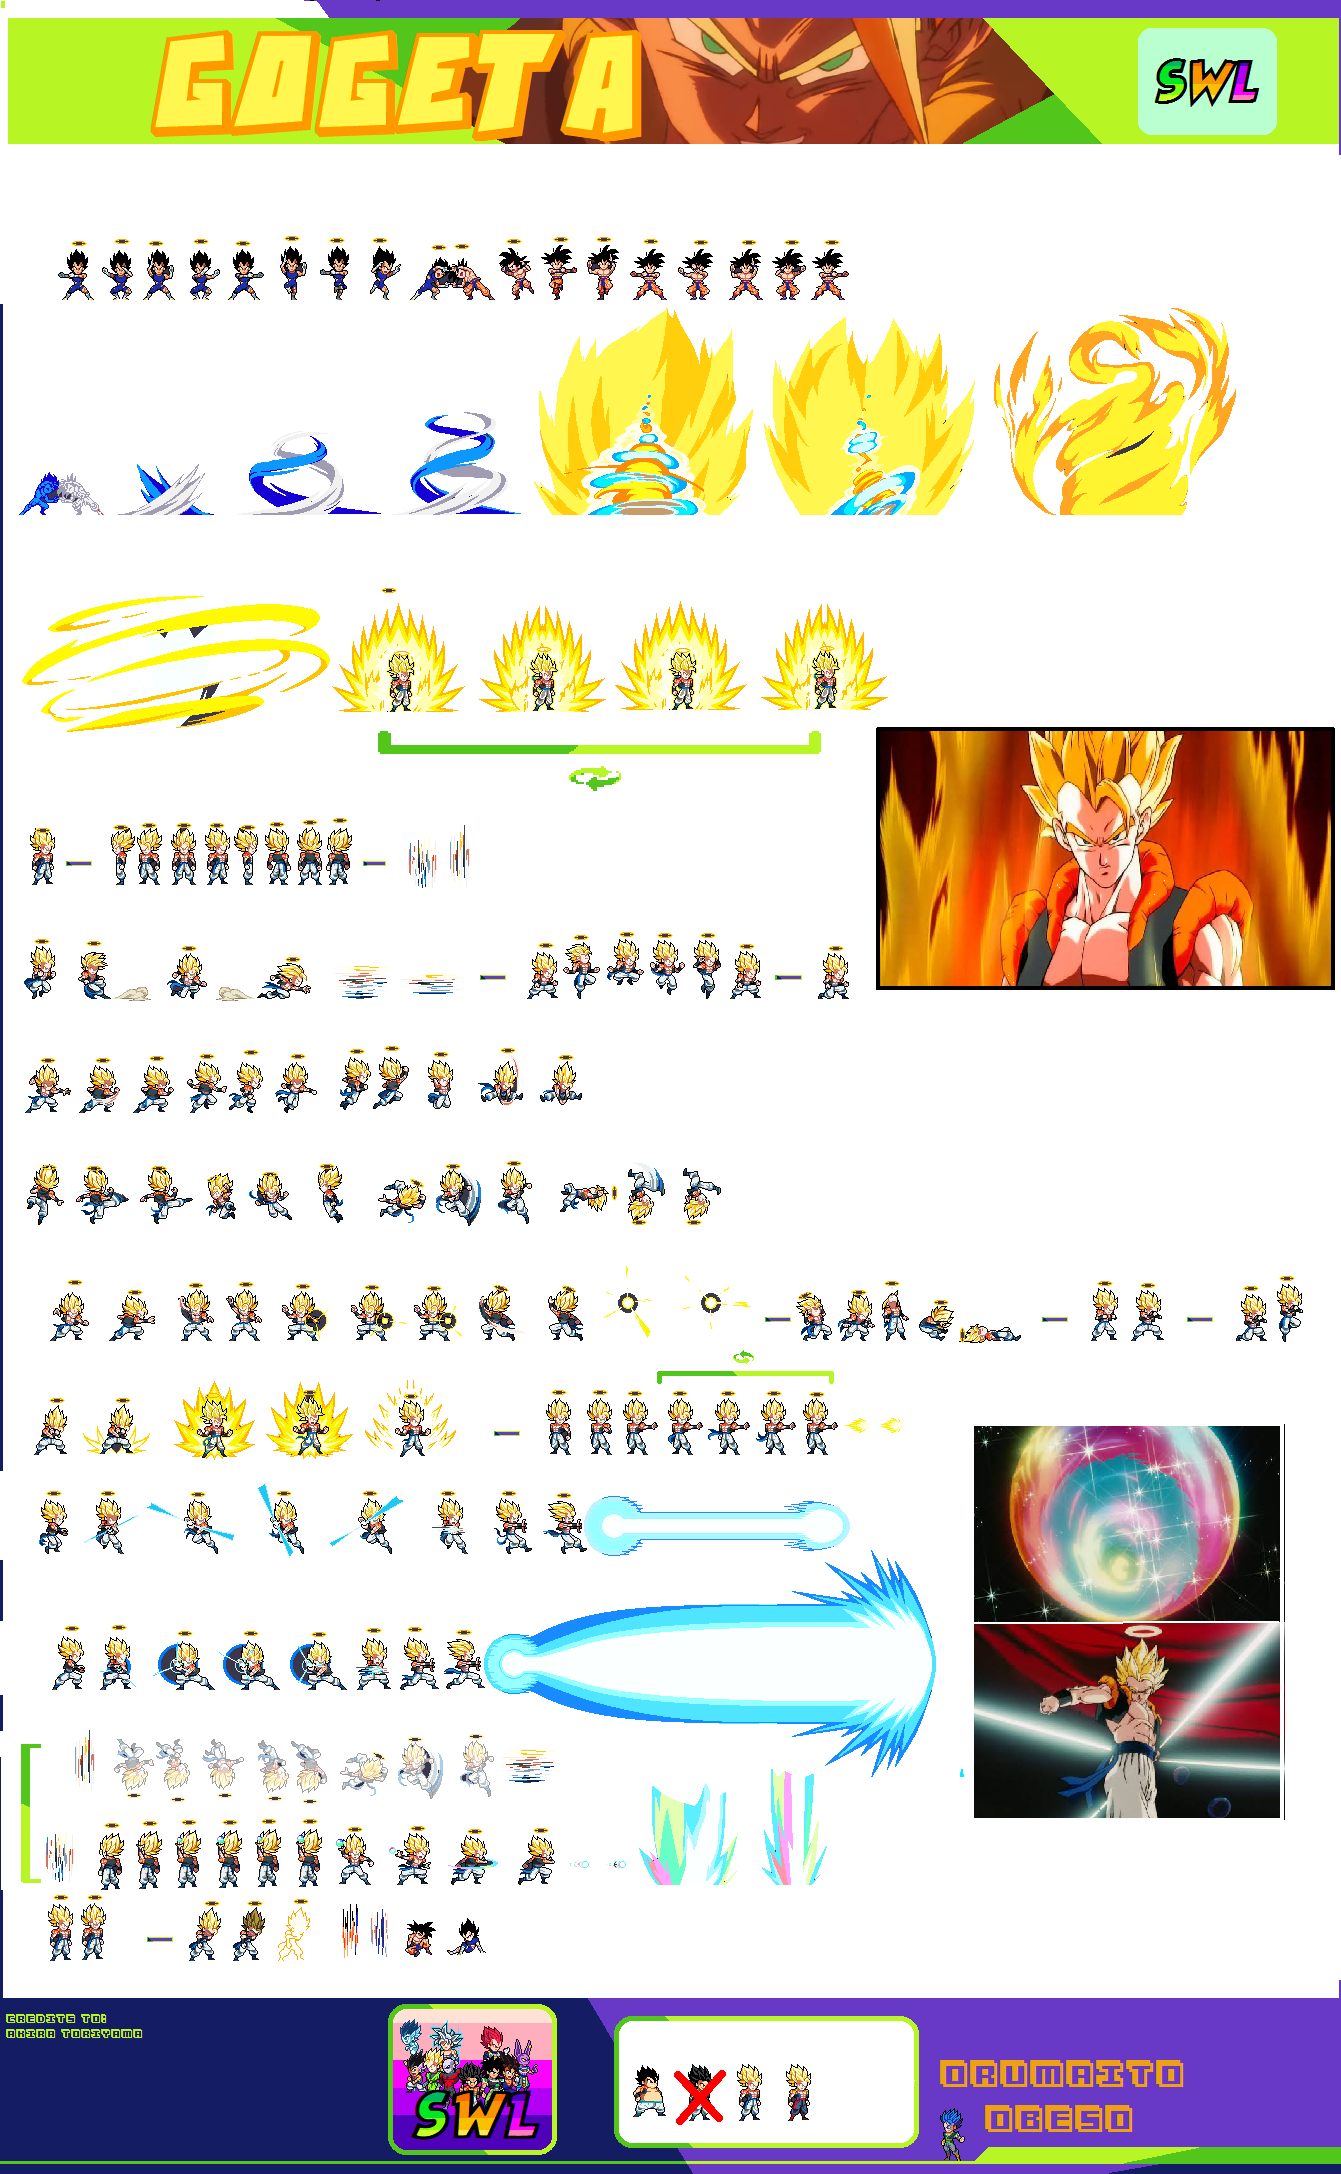 GOGETA
SWL
CREDITS TO:
AKIRA TORIYAMA
SWL
DRUMAITO
OBESO